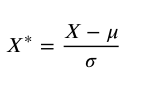 X* = (X − μ) / σ